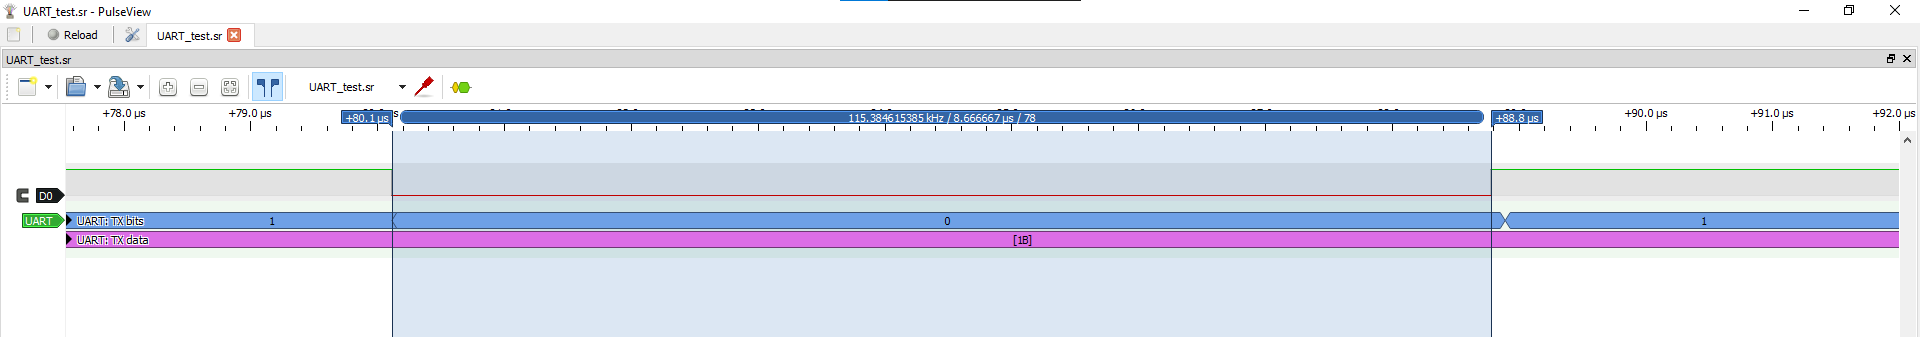 UART_test.sr - PulseView
Reload
UART_test.sr
UART_test.sr
UART_test.sr
+78.0 µs +79.0 µs +80.1 µs 115.384615385 kHz / 8.666667 µs / 78 +88.8 µs +90.0 µs +91.0 µs +92.0 µs
D0
UART UART: TX bits 1 0 1
UART: TX data [1B]